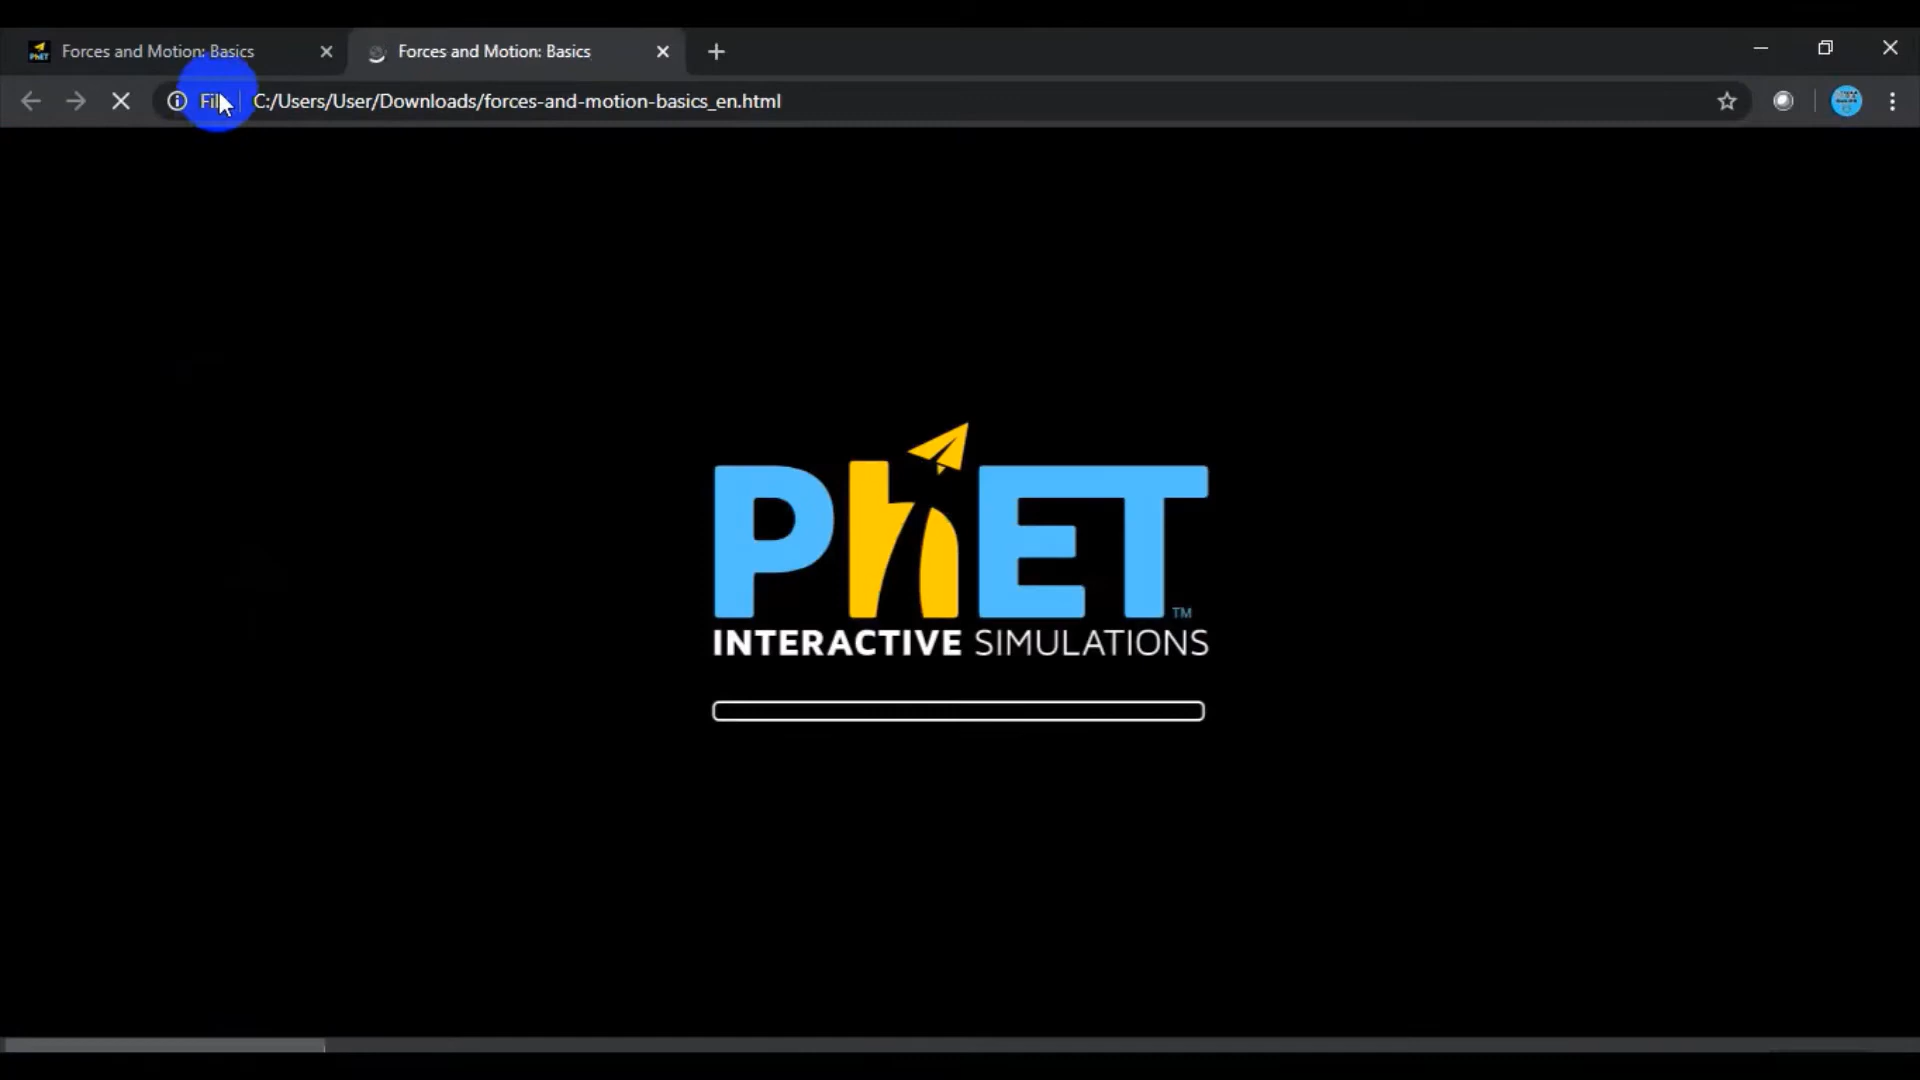 Forces and Motion: Basics
Forces and Motion: Basics
C:/Users/User/Downloads/forces-and-motion-basics_en.html
PhET
TM
INTERACTIVE SIMULATIONS